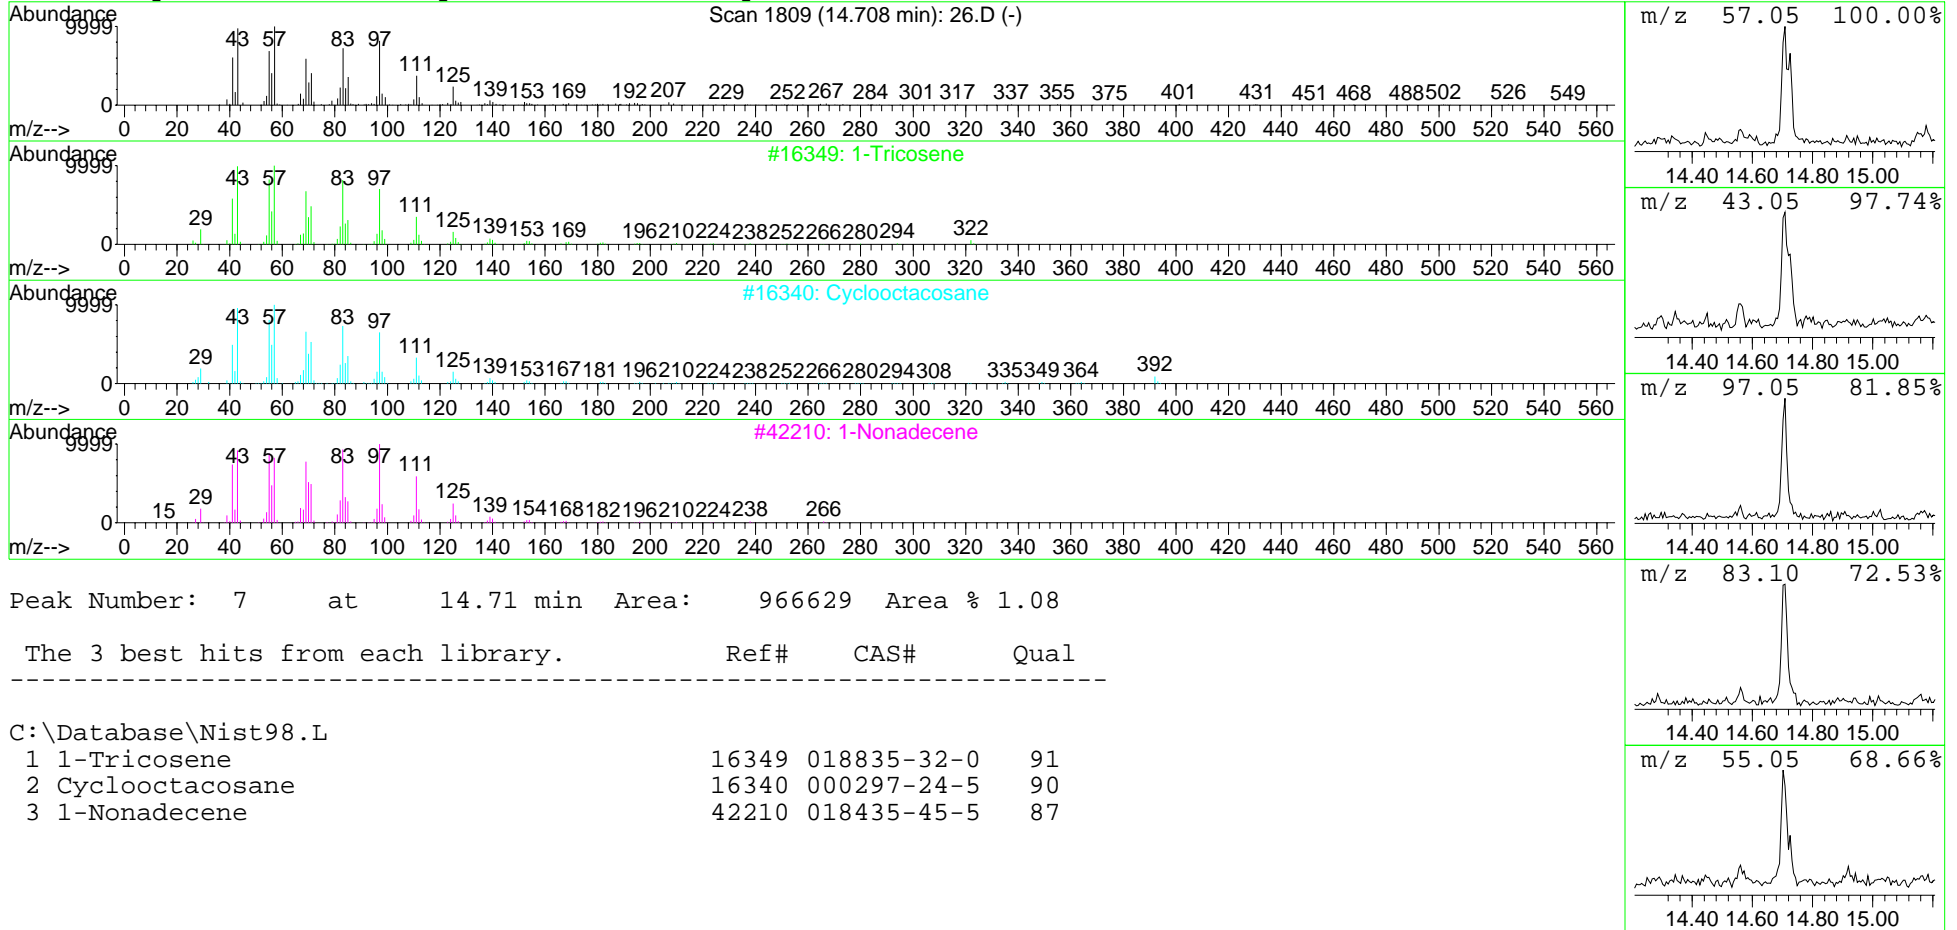 Abundance
Scan 1809 (14.708 min): 26.D (-)
9999
43 57 83 97
111
125
139 153 169 192 207 229 252 267 284 301 317 337 355 375 401 431 451 468 488 502 526 549
0
m/z--> 0 20 40 60 80 100 120 140 160 180 200 220 240 260 280 300 320 340 360 380 400 420 440 460 480 500 520 540 560
Abundance
#16349: 1-Tricosene
9999
43 57 83 97
29 111
125 139 153 169 196 210 224 238 252 266 280 294 322
0
m/z--> 0 20 40 60 80 100 120 140 160 180 200 220 240 260 280 300 320 340 360 380 400 420 440 460 480 500 520 540 560
Abundance
#16340: Cyclooctacosane
9999
43 57 83 97
29 111
125 139 153 167 181 196 210 224 238 252 266 280 294 308 335 349 364 392
0
m/z--> 0 20 40 60 80 100 120 140 160 180 200 220 240 260 280 300 320 340 360 380 400 420 440 460 480 500 520 540 560
Abundance
#42210: 1-Nonadecene
9999
43 57 83 97 111
15 29 125 139 154 168 182 196 210 224 238 266
0
m/z--> 0 20 40 60 80 100 120 140 160 180 200 220 240 260 280 300 320 340 360 380 400 420 440 460 480 500 520 540 560
m/z 57.05 100.00%
14.40 14.60 14.80 15.00
m/z 43.05 97.74%
14.40 14.60 14.80 15.00
m/z 97.05 81.85%
14.40 14.60 14.80 15.00
m/z 83.10 72.53%
14.40 14.60 14.80 15.00
m/z 55.05 68.66%
14.40 14.60 14.80 15.00
Peak Number: 7 at 14.71 min Area: 966629 Area % 1.08
The 3 best hits from each library. Ref# CAS# Qual
----------------------------------------------------------------------
C:\Database\Nist98.L
1 1-Tricosene 16349 018835-32-0 91
2 Cyclooctacosane 16340 000297-24-5 90
3 1-Nonadecene 42210 018435-45-5 87